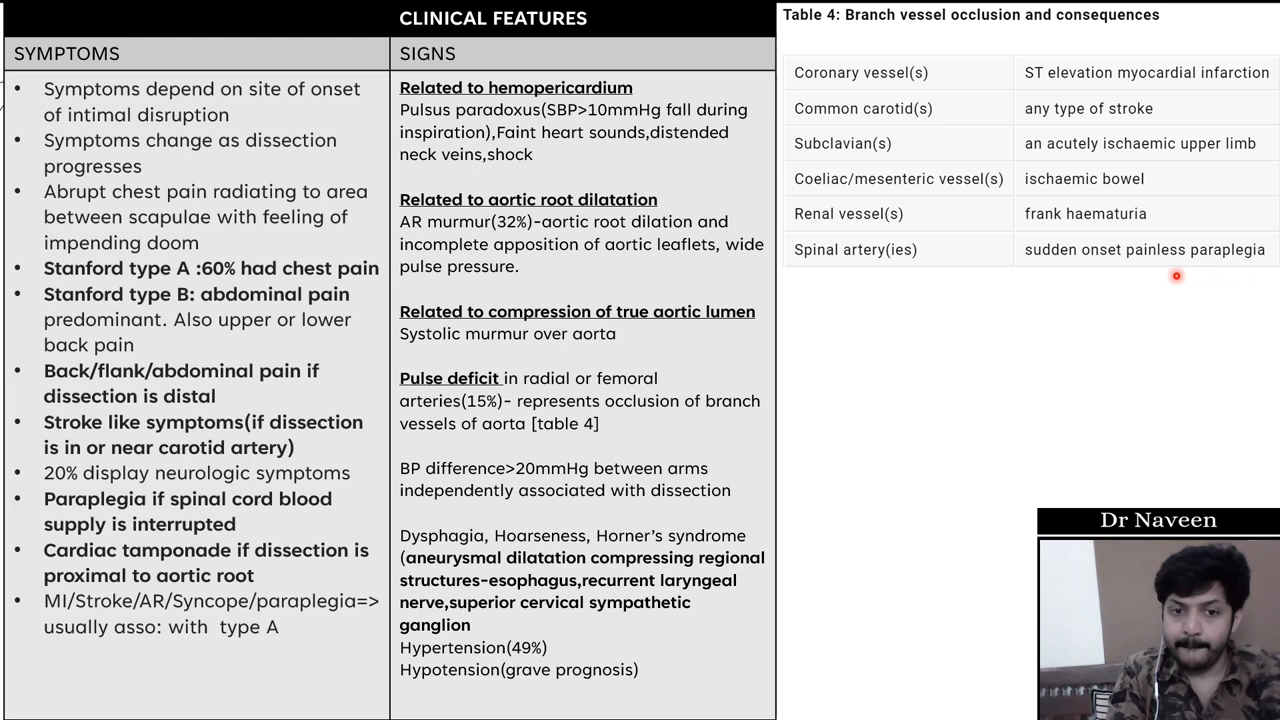 CLINICAL FEATURES
SYMPTOMS
• Symptoms depend on site of onset
of intimal disruption
• Symptoms change as dissection
progresses
• Abrupt chest pain radiating to area
between scapulae with feeling of
impending doom
• Stanford type A :60% had chest pain
• Stanford type B: abdominal pain
predominant. Also upper or lower
back pain
• Back/flank/abdominal pain if
dissection is distal
• Stroke like symptoms(if dissection
is in or near carotid artery)
• 20% display neurologic symptoms
• Paraplegia if spinal cord blood
supply is interrupted
• Cardiac tamponade if dissection is
proximal to aortic root
• MI/Stroke/AR/Syncope/paraplegia=>
usually asso: with type A
SIGNS
Related to hemopericardium
Pulsus paradoxus(SBP>10mmHg fall during
inspiration),Faint heart sounds,distended
neck veins,shock
Related to aortic root dilatation
AR murmur(32%)-aortic root dilation and
incomplete apposition of aortic leaflets, wide
pulse pressure.
Related to compression of true aortic lumen
Systolic murmur over aorta
Pulse deficit in radial or femoral
arteries(15%)- represents occlusion of branch
vessels of aorta [table 4]
BP difference>20mmHg between arms
independently associated with dissection
Dysphagia, Hoarseness, Horner's syndrome
(aneurysmal dilatation compressing regional
structures-esophagus,recurrent laryngeal
nerve,superior cervical sympathetic
ganglion
Hypertension(49%)
Hypotension(grave prognosis)
Table 4: Branch vessel occlusion and consequences
Coronary vessel(s) ST elevation myocardial infarction
Common carotid(s) any type of stroke
Subclavian(s) an acutely ischaemic upper limb
Coeliac/mesenteric vessel(s) ischaemic bowel
Renal vessel(s) frank haematuria
Spinal artery(ies) sudden onset painless paraplegia
Dr Naveen